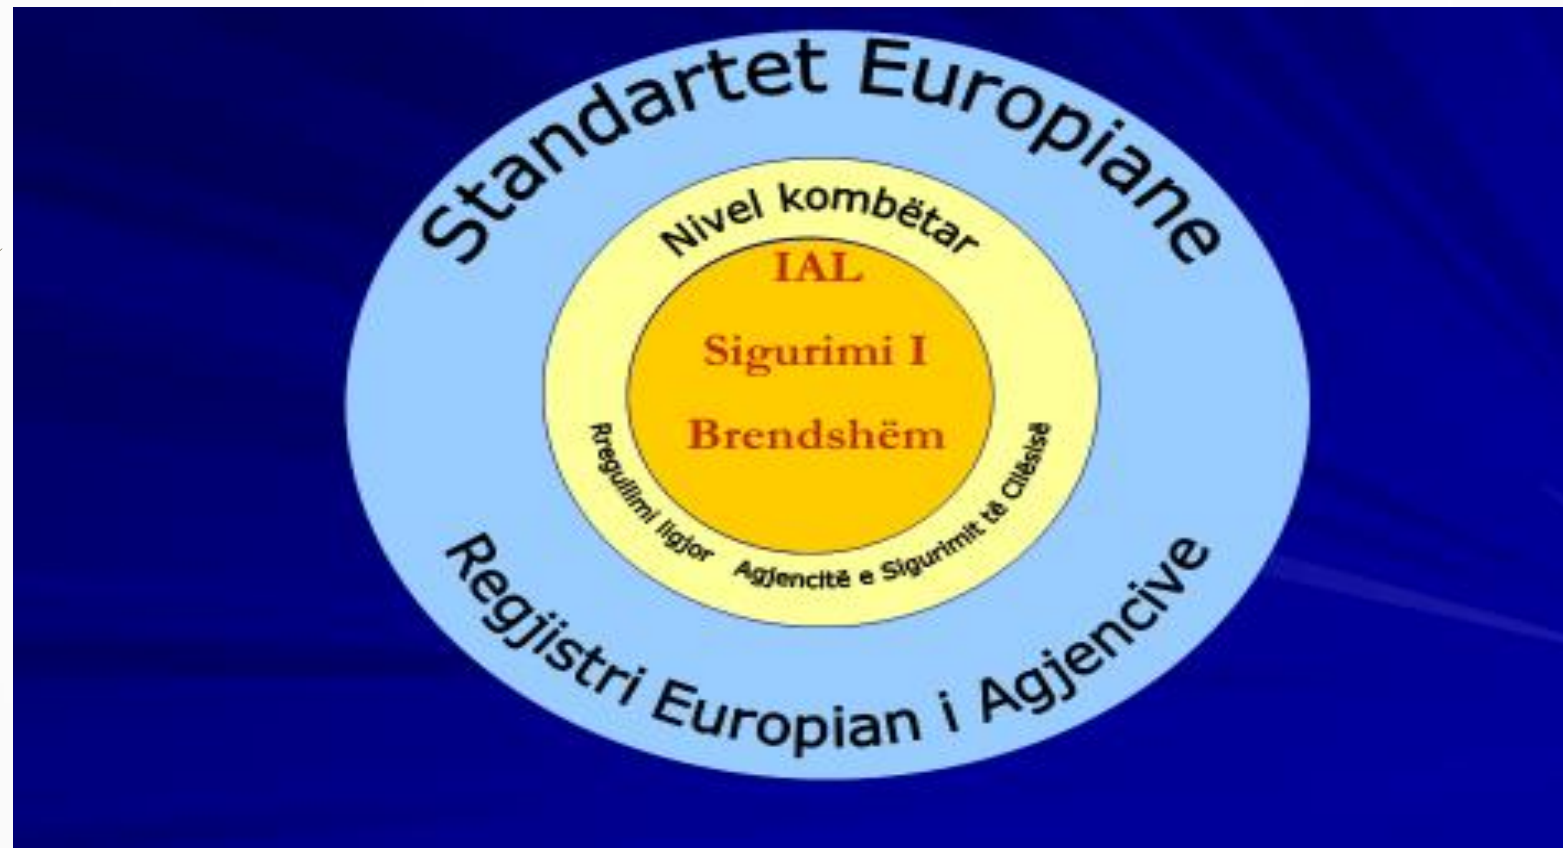 Standartet Europiane
Nivel kombëtar
IAL
Sigurimi I
Brendshëm
Rregullimi ligjor Agjencitë e Sigurimit të Cilësisë
Regjistri Europian i Agjencive